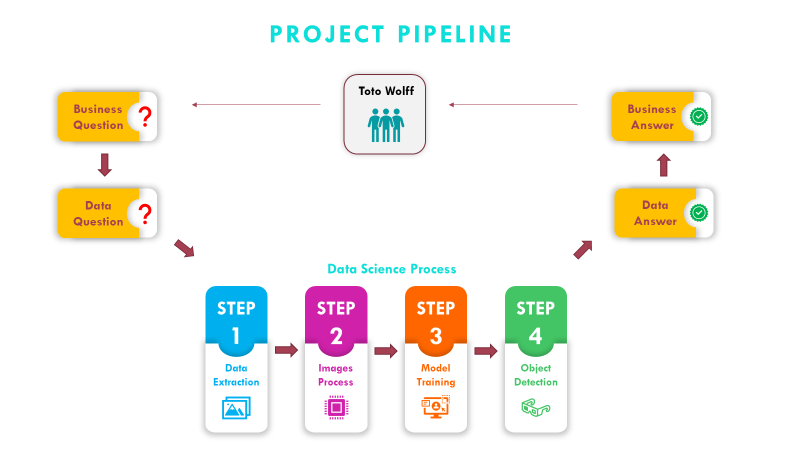 PROJECT PIPELINE
Toto Wolff
Business
Question
?
Business
Answer
Data
Question
?
Data
Answer
Data Science Process
STEP
1
Data
Extraction
STEP
2
Images
Process
STEP
3
Model
Training
STEP
4
Object
Detection